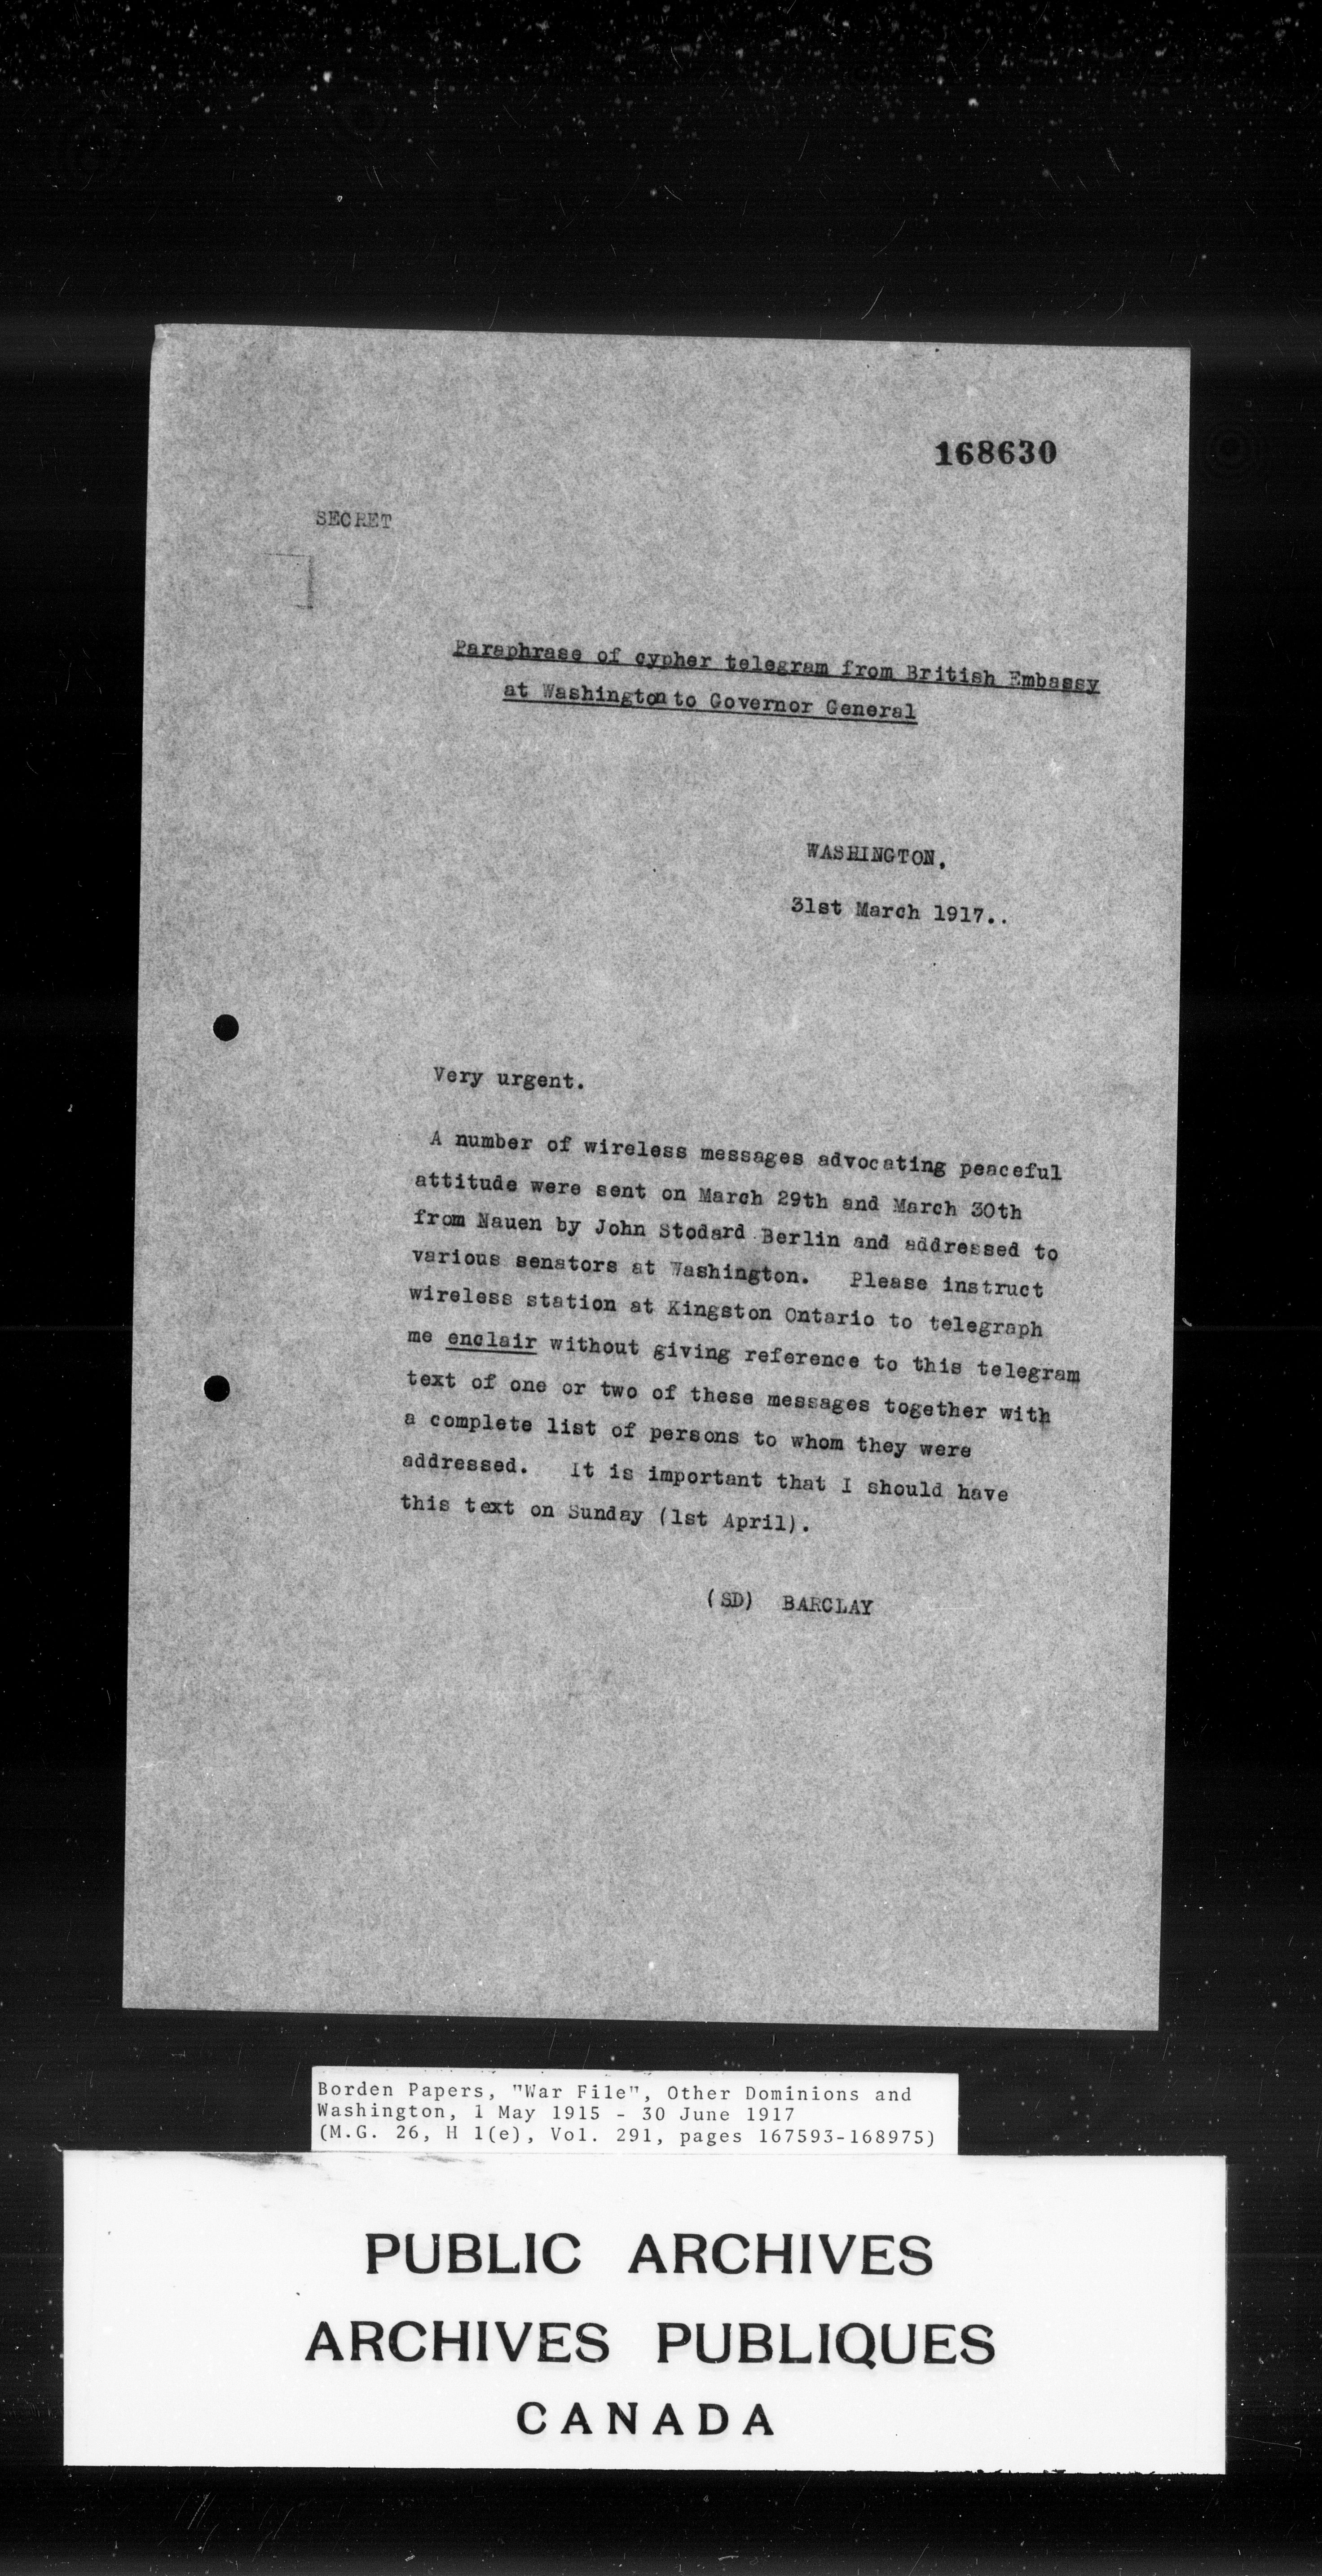 168630
SECRET
Paraphrase of cypher telegram from British Embassy
at Washington to Governor General
WASHINGTON.
31st March 1917..
Very urgent.
A number of wireless messages advocating peaceful
attitude were sent on March 29th and March 30th
from Nauen by John Stodard Berlin and addressed to
various senators at Washington. Please instruct
wireless station at Kingston Ontario to telegraph
me enclair without giving reference to this telegram
text of one or two of these messages together with
a complete list of persons to whom they were
addressed. It is important that I should have
this text on Sunday (1st April).
(SD) BARCLAY
Borden Papers, "War File", Other Dominions and
Washington, 1 May 1915 - 30 June 1917
(M.G. 26, H 1(e), Vol. 291, pages 167593-168975)
PUBLIC ARCHIVES
ARCHIVES PUBLIQUES
CANADA